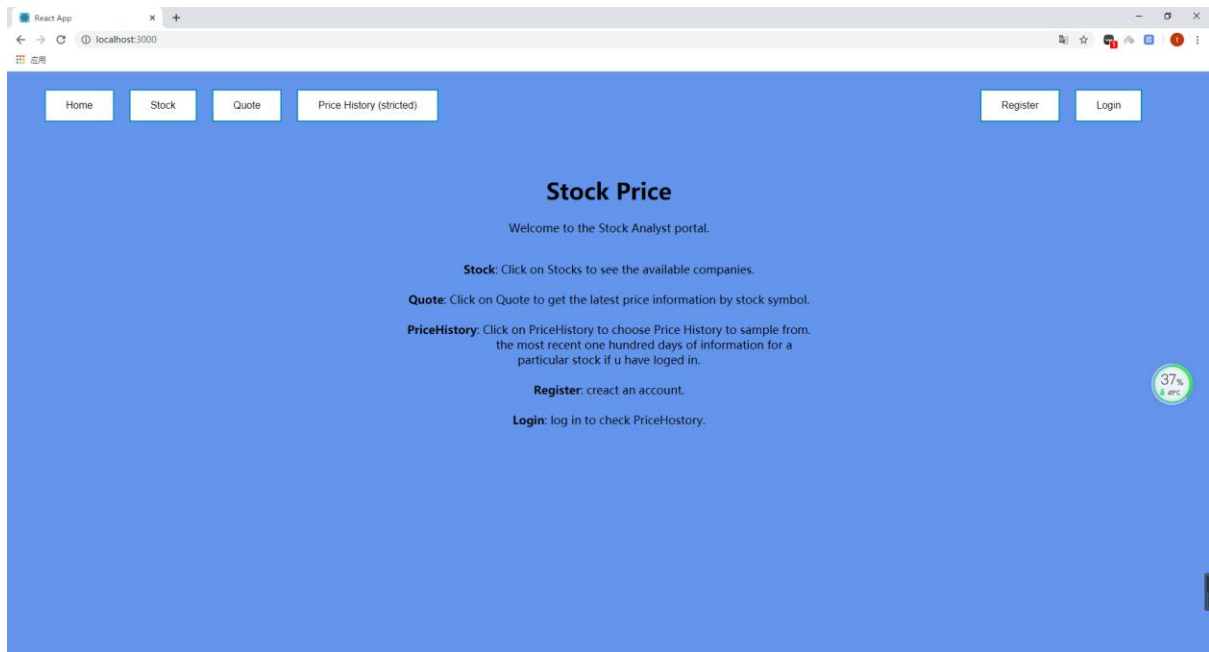 React App
localhost:3000
应用
Home
Stock
Quote
Price History (stricted)
Register
Login
Stock Price
Welcome to the Stock Analyst portal.
Stock: Click on Stocks to see the available companies.
Quote: Click on Quote to get the latest price information by stock symbol.
PriceHistory: Click on PriceHistory to choose Price History to sample from.
the most recent one hundred days of information for a
particular stock if u have loged in.
Register: creact an account.
Login: log in to check PriceHostory.
37%